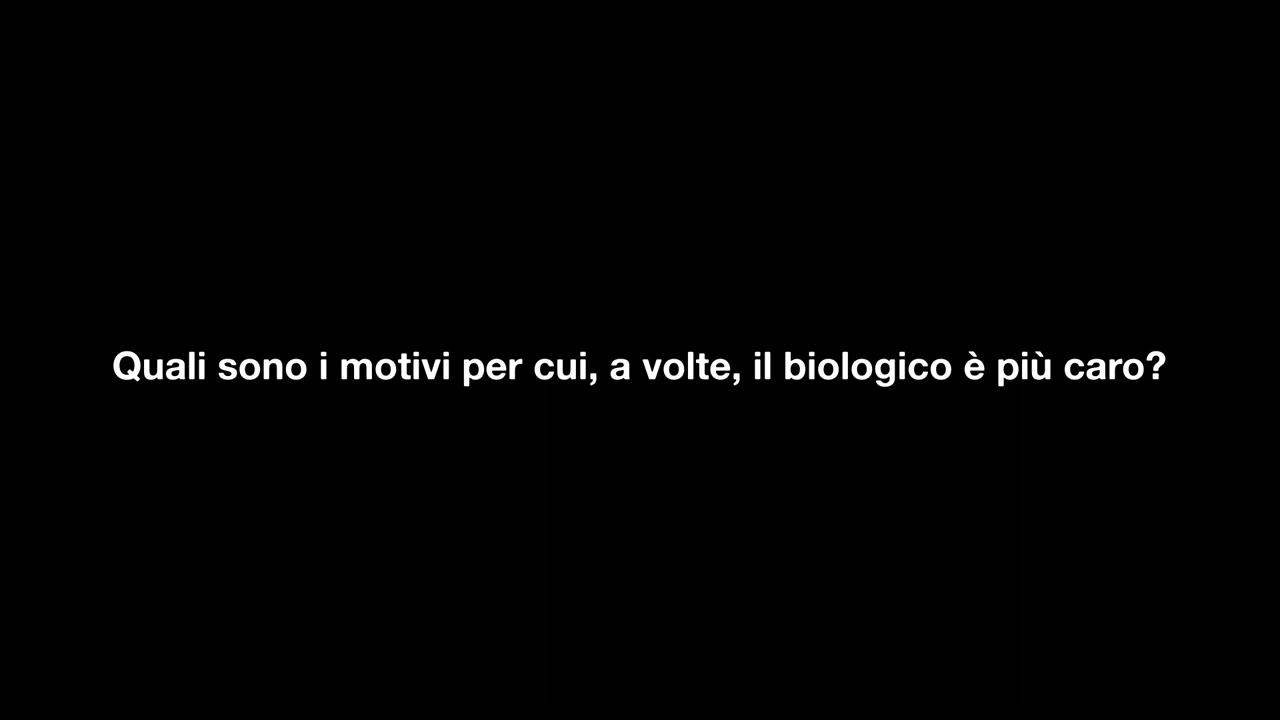 Quali sono i motivi per cui, a volte, il biologico è più caro?